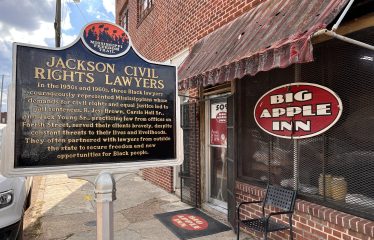 MISSISSIPPI
JACKSON CIVIL
RIGHTS LAWYERS
In the 1950s and 1960s, three Black lawyers
courageously represented Mississippians whose
demands for civil rights and equal justice led to
R. Jess Brown, Carsie Hall Sr.,
and Jack Young Sr., practicing law from offices on
Farish Street, served their clients bravely, despite
constant threats to their lives and livelihoods.
They often partnered with lawyers from outside
the state to secure freedom and new
opportunities for Black people.
509
BIG
APPLE
INN